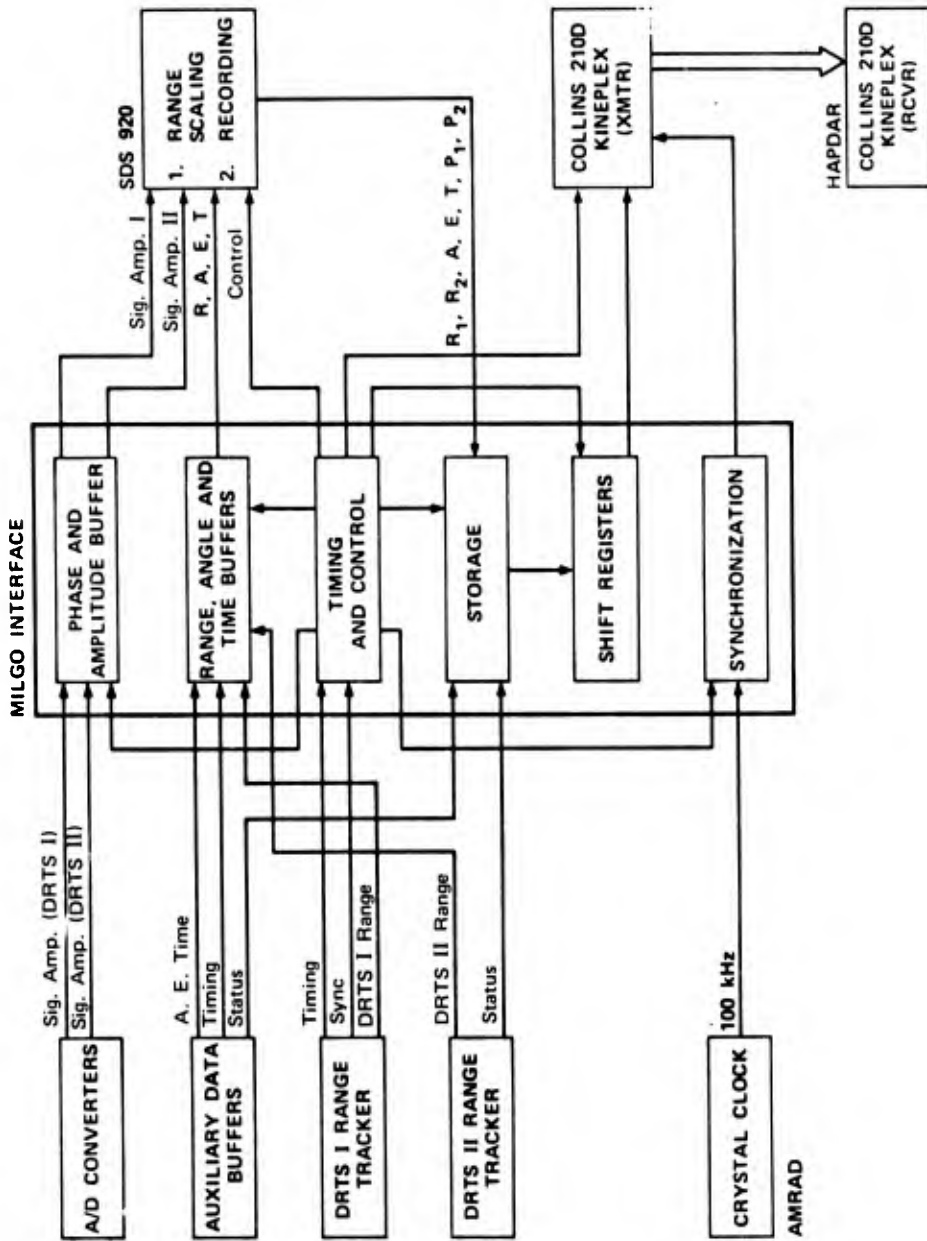 MILGO INTERFACE
A/D CONVERTERS
Sig. Amp. (DRTS I)
Sig. Amp. (DRTS II)
AUXILIARY DATA
BUFFERS
A. E. Time
Timing
Status
DRTS I RANGE
TRACKER
Timing
Sync
DRTS I Range
DRTS II RANGE
TRACKER
DRTS II Range
Status
CRYSTAL CLOCK
100 kHz
AMRAD
PHASE AND
AMPLITUDE BUFFER
RANGE, ANGLE AND
TIME BUFFERS
TIMING
AND CONTROL
STORAGE
SHIFT REGISTERS
SYNCHRONIZATION
Sig. Amp. I
Sig. Amp. II
R, A, E, T
Control
R₁, R₂, A, E, T, P₁, P₂
SDS 920
1. RANGE
SCALING
2. RECORDING
COLLINS 210D
KINEPLEX
(XMTR)
HAPDAR
COLLINS 210D
KINEPLEX
(RCVR)